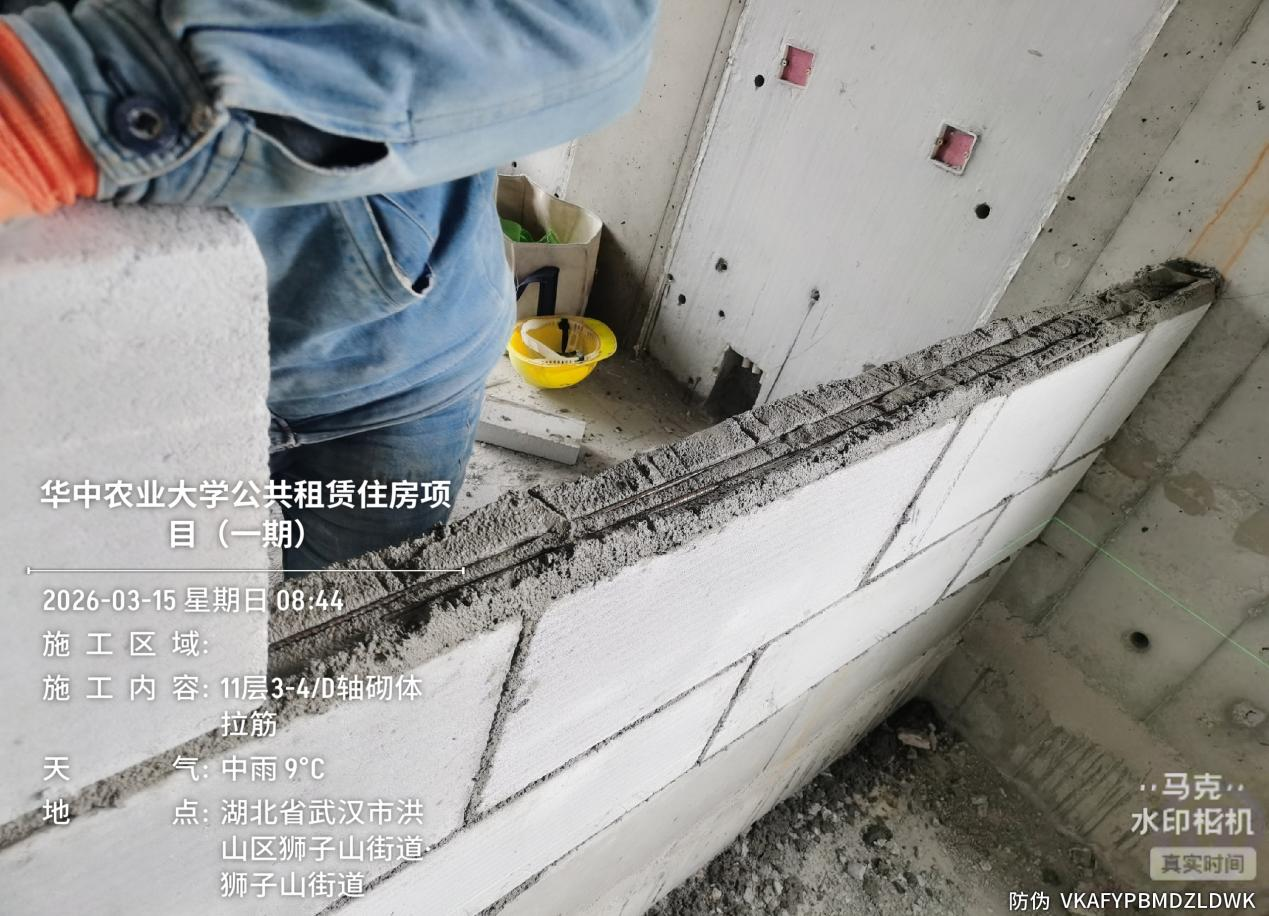 华中农业大学公共租赁住房项
目（一期）
2026-03-15 星期日 08:44
施工区域:
施工内容: 11层3-4/D轴砌体
拉筋
天气: 中雨 9°C
地点: 湖北省武汉市洪
山区狮子山街道·
狮子山街道
马克
水印相机
真实时间
防伪 VKAFYPBMDZLDWK